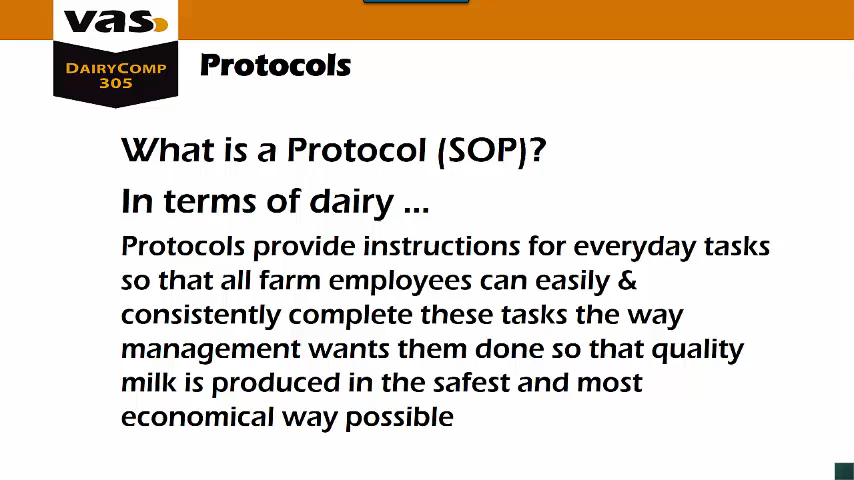 vas
DAIRYCOMP
305
Protocols
What is a Protocol (SOP)?
In terms of dairy ...
Protocols provide instructions for everyday tasks
so that all farm employees can easily &
consistently complete these tasks the way
management wants them done so that quality
milk is produced in the safest and most
economical way possible